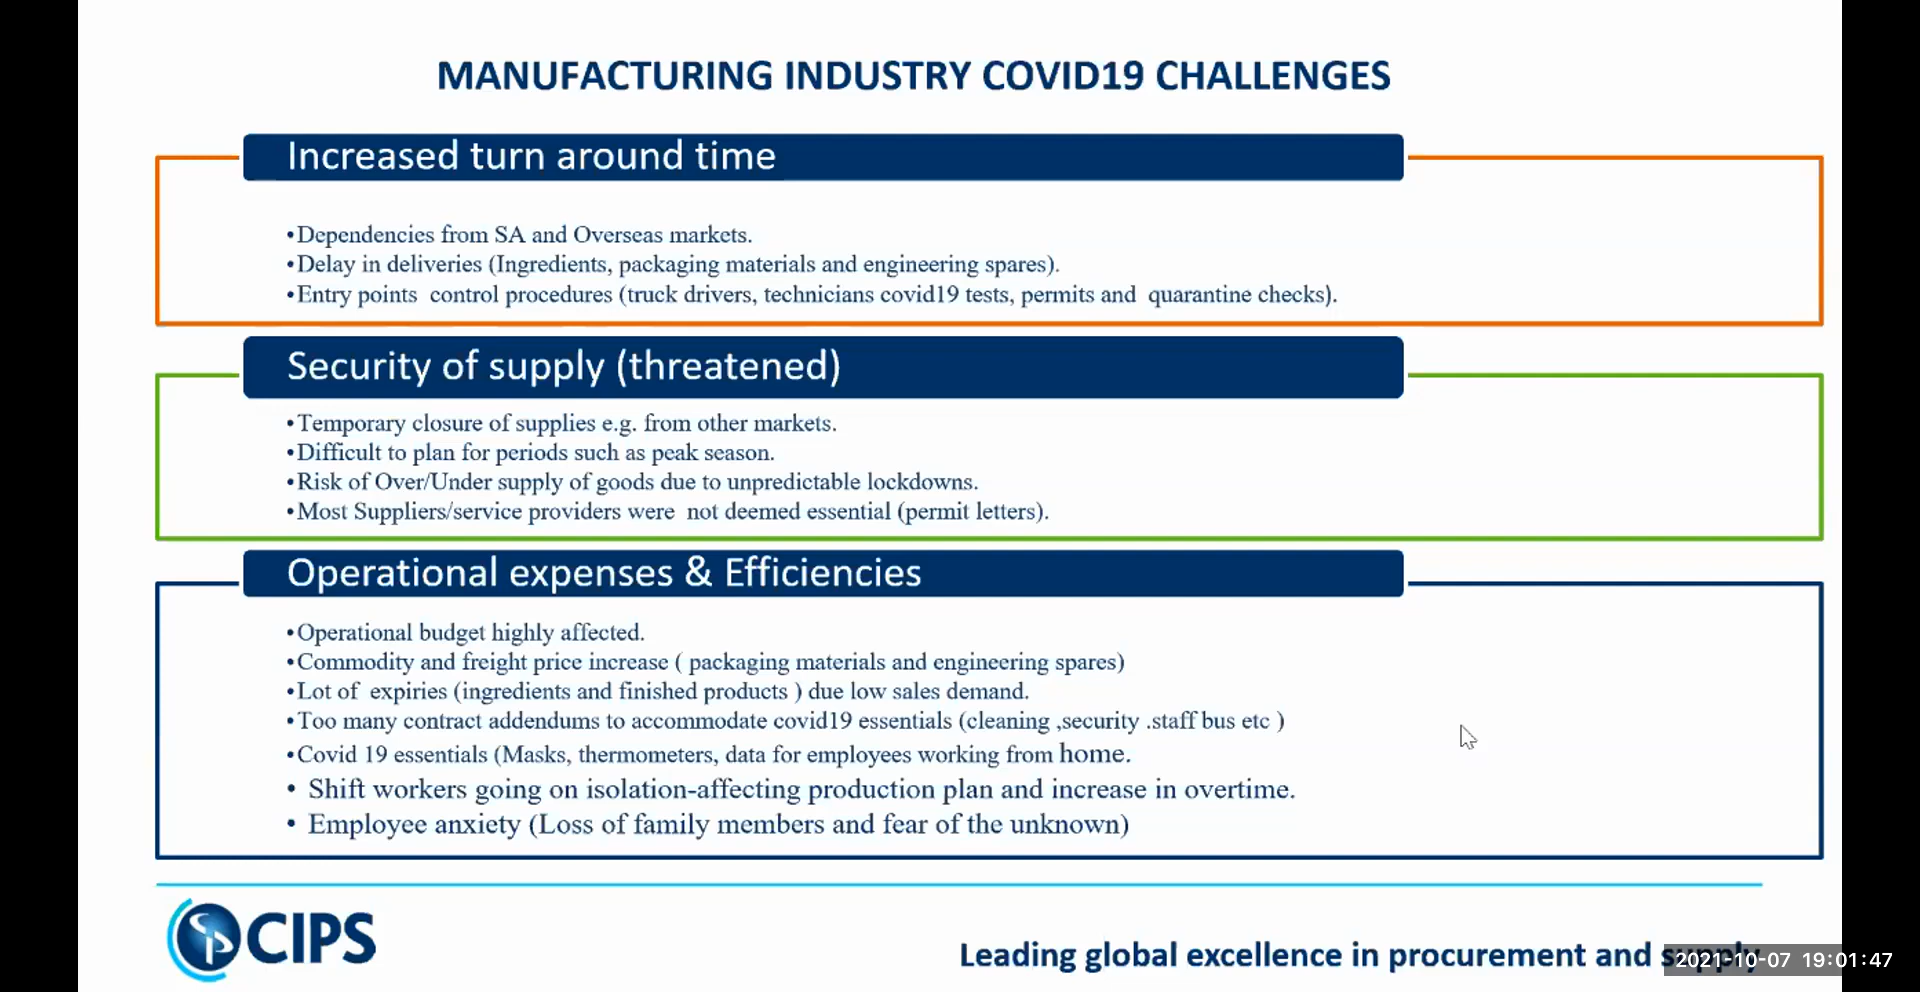 MANUFACTURING INDUSTRY COVID19 CHALLENGES
Increased turn around time
•Dependencies from SA and Overseas markets.
•Delay in deliveries (Ingredients, packaging materials and engineering spares).
•Entry points  control procedures (truck drivers, technicians covid19 tests, permits and  quarantine checks).
Security of supply (threatened)
•Temporary closure of supplies e.g. from other markets.
•Difficult to plan for periods such as peak season.
•Risk of Over/Under supply of goods due to unpredictable lockdowns.
•Most Suppliers/service providers were  not deemed essential (permit letters).
Operational expenses & Efficiencies
•Operational budget highly affected.
•Commodity and freight price increase ( packaging materials and engineering spares)
•Lot of  expiries (ingredients and finished products ) due low sales demand.
•Too many contract addendums to accommodate covid19 essentials (cleaning ,security .staff bus etc )
•Covid 19 essentials (Masks, thermometers, data for employees working from home.
• Shift workers going on isolation-affecting production plan and increase in overtime.
• Employee anxiety (Loss of family members and fear of the unknown)
CIPS
Leading global excellence in procurement and supply
2021-10-07 19:01:47